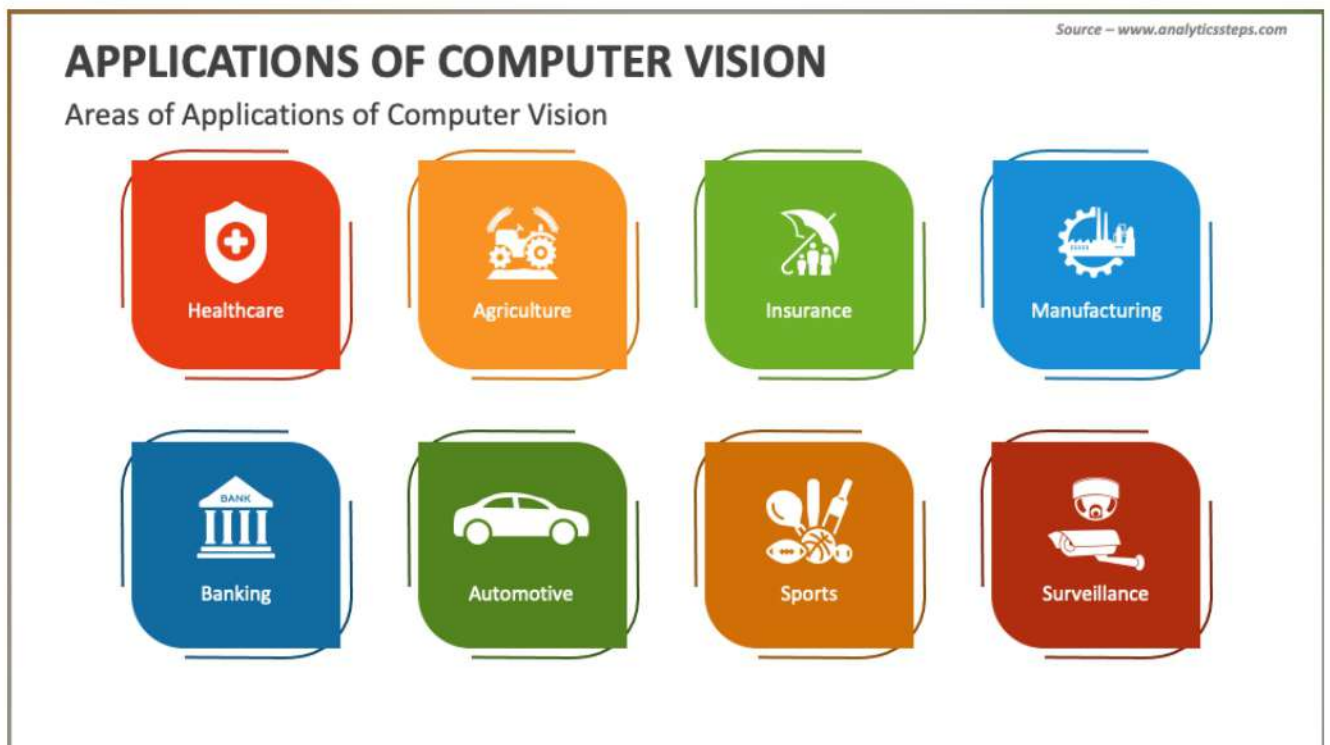 Source – www.analyticssteps.com
APPLICATIONS OF COMPUTER VISION
Areas of Applications of Computer Vision
Healthcare
Agriculture
Insurance
Manufacturing
BANK
Banking
Automotive
Sports
Surveillance